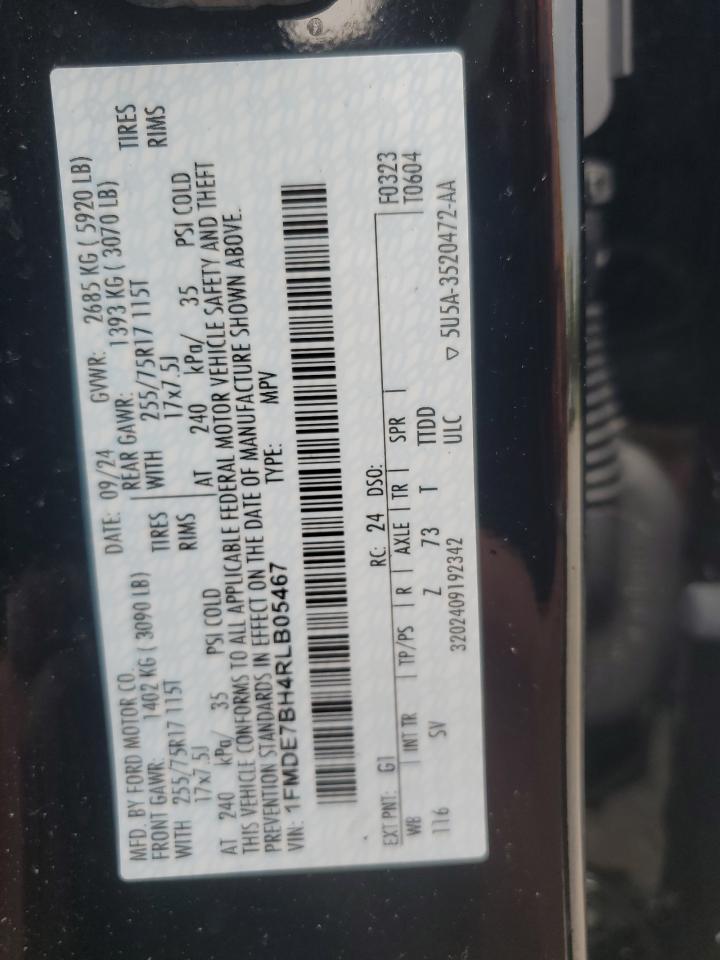 MFD. BY FORD MOTOR CO. DATE: 09/24 GVWR: 2685 KG ( 5920 LB)
FRONT GAWR: 1402 KG ( 3090 LB) REAR GAWR: 1393 KG ( 3070 LB)
WITH 255/75R17 115T TIRES WITH 255/75R17 115T TIRES
17x7.5J RIMS 17x7.5J RIMS
AT 240 kPa/ 35 PSI COLD AT 240 kPa/ 35 PSI COLD
THIS VEHICLE CONFORMS TO ALL APPLICABLE FEDERAL MOTOR VEHICLE SAFETY AND THEFT
PREVENTION STANDARDS IN EFFECT ON THE DATE OF MANUFACTURE SHOWN ABOVE.
VIN: 1FMDE7BH4RLB05467 TYPE: MPV
EXT PNT: G1 RC: 24 DSO: F0323
WB INT TR TP/PS R AXLE TR SPR T0604
116 SV Z 73 T TTDD
3202409192342 ULC ▽ 5U5A-3520472-AA